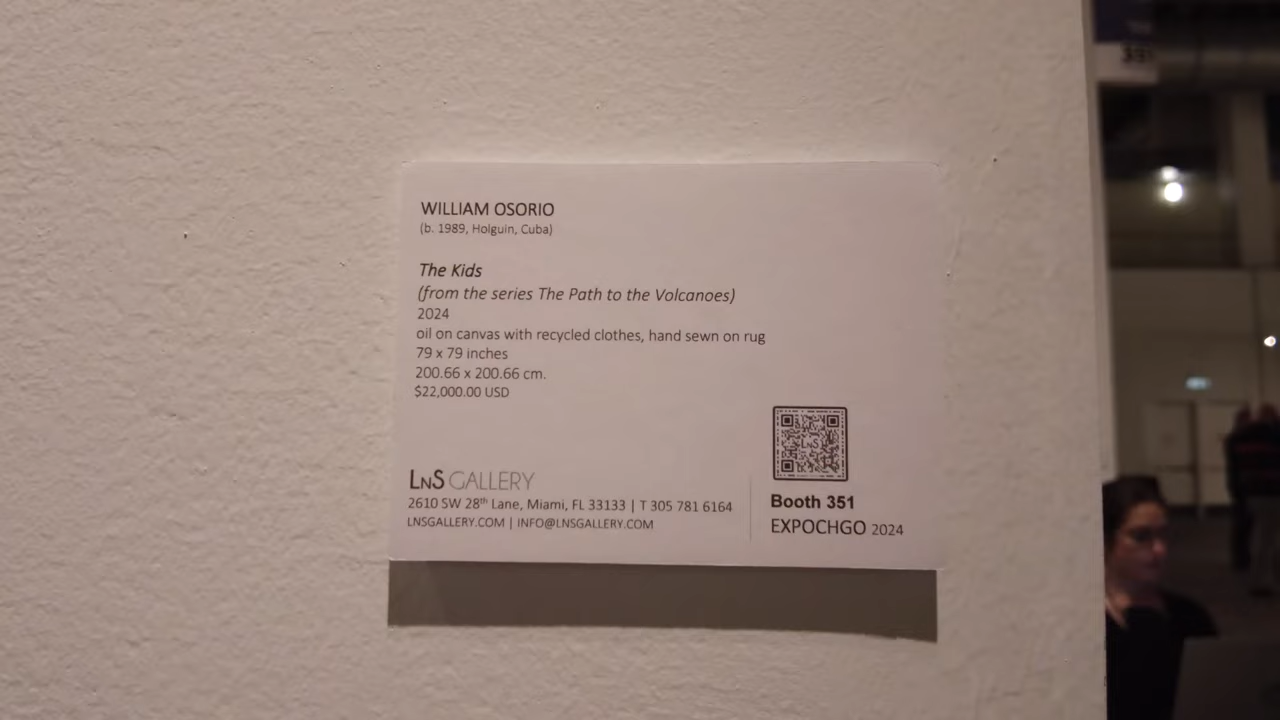 WILLIAM OSORIO
(b. 1989, Holguin, Cuba)
The Kids
(from the series The Path to the Volcanoes)
2024
oil on canvas with recycled clothes, hand sewn on rug
79 x 79 inches
200.66 x 200.66 cm.
$22,000.00 USD
LNS GALLERY
2610 SW 28th Lane, Miami, FL 33133 | T 305 781 6164
LNSGALLERY.COM | INFO@LNSGALLERY.COM
LNS
Booth 351
EXPOCHGO 2024
351